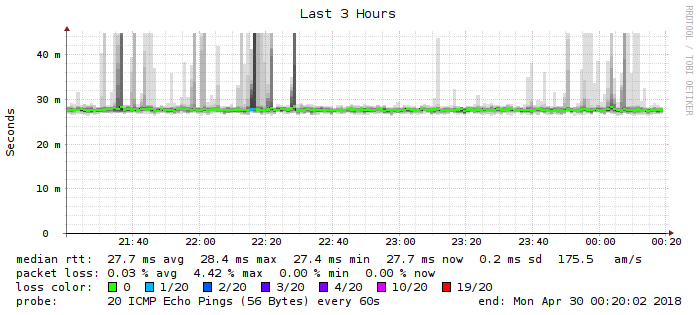 Last 3 Hours
RRDTOOL / TOBI OETIKER
Seconds
40 m
30 m
20 m
10 m
0
21:40 22:00 22:20 22:40 23:00 23:20 23:40 00:00 00:20
median rtt: 27.7 ms avg 28.4 ms max 27.4 ms min 27.7 ms now 0.2 ms sd 175.5 am/s
packet loss: 0.03 % avg 4.42 % max 0.00 % min 0.00 % now
loss color: 0 1/20 2/20 3/20 4/20 10/20 19/20
probe: 20 ICMP Echo Pings (56 Bytes) every 60s end: Mon Apr 30 00:20:02 2018